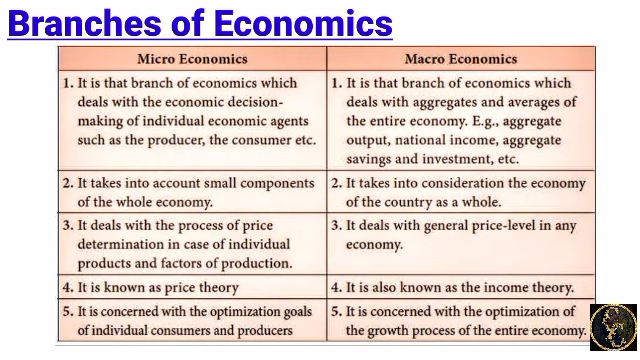 Branches of Economics
Micro Economics
Macro Economics
1. It is that branch of economics which
deals with the economic decision-
making of individual economic agents
such as the producer, the consumer etc.
1. It is that branch of economics which
deals with aggregates and averages of
the entire economy. E.g., aggregate
output, national income, aggregate
savings and investment, etc.
2. It takes into account small components
of the whole economy.
2. It takes into consideration the economy
of the country as a whole.
3. It deals with the process of price
determination in case of individual
products and factors of production.
3. It deals with general price-level in any
economy.
4. It is known as price theory
4. It is also known as the income theory.
5. It is concerned with the optimization goals
of individual consumers and producers
5. It is concerned with the optimization of
the growth process of the entire economy.